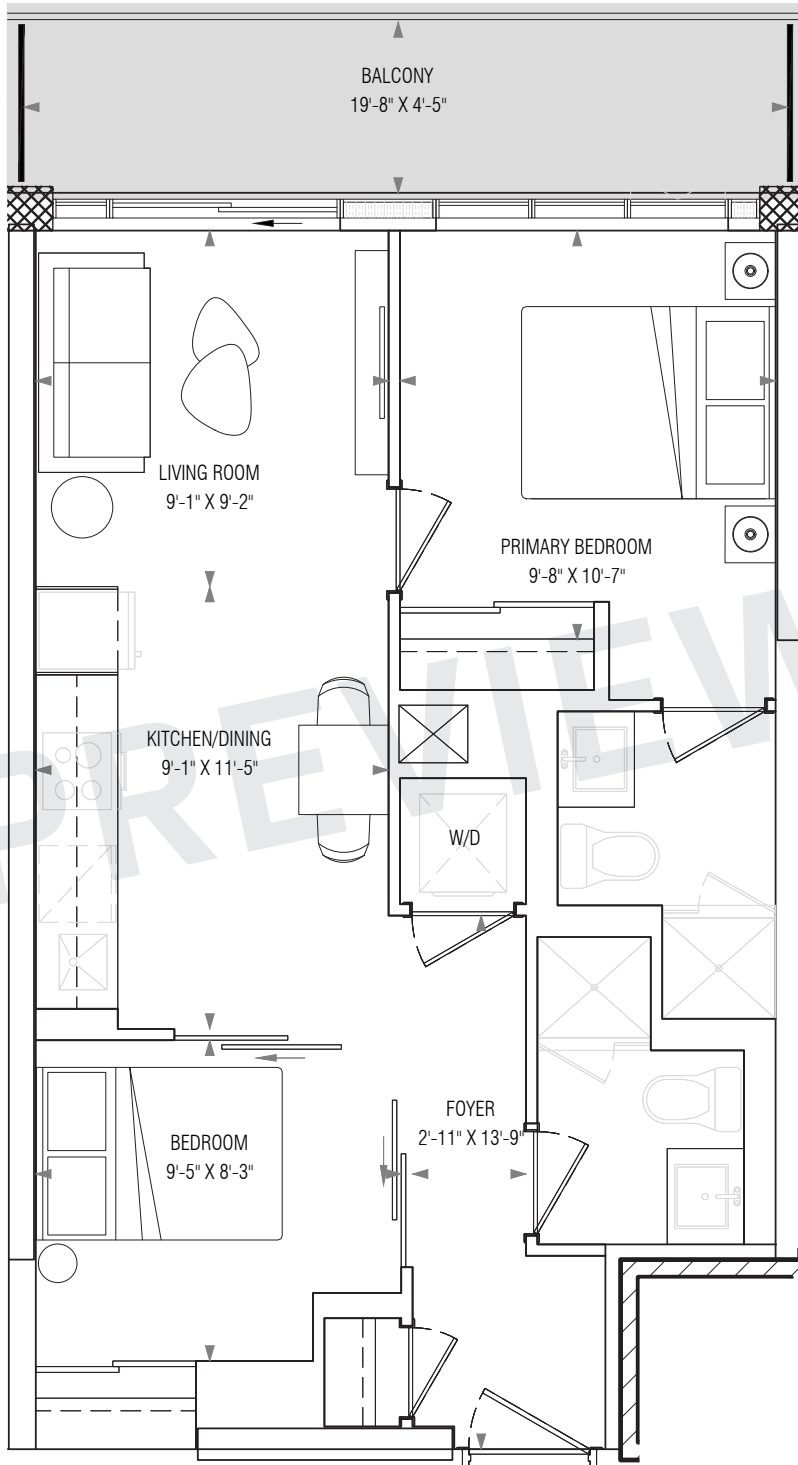 BALCONY
19'-8" X 4'-5"
LIVING ROOM
9'-1" X 9'-2"
PRIMARY BEDROOM
9'-8" X 10'-7"
KITCHEN/DINING
9'-1" X 11'-5"
PREVIEW
W/D
FOYER
2'-11" X 13'-9"
BEDROOM
9'-5" X 8'-3"